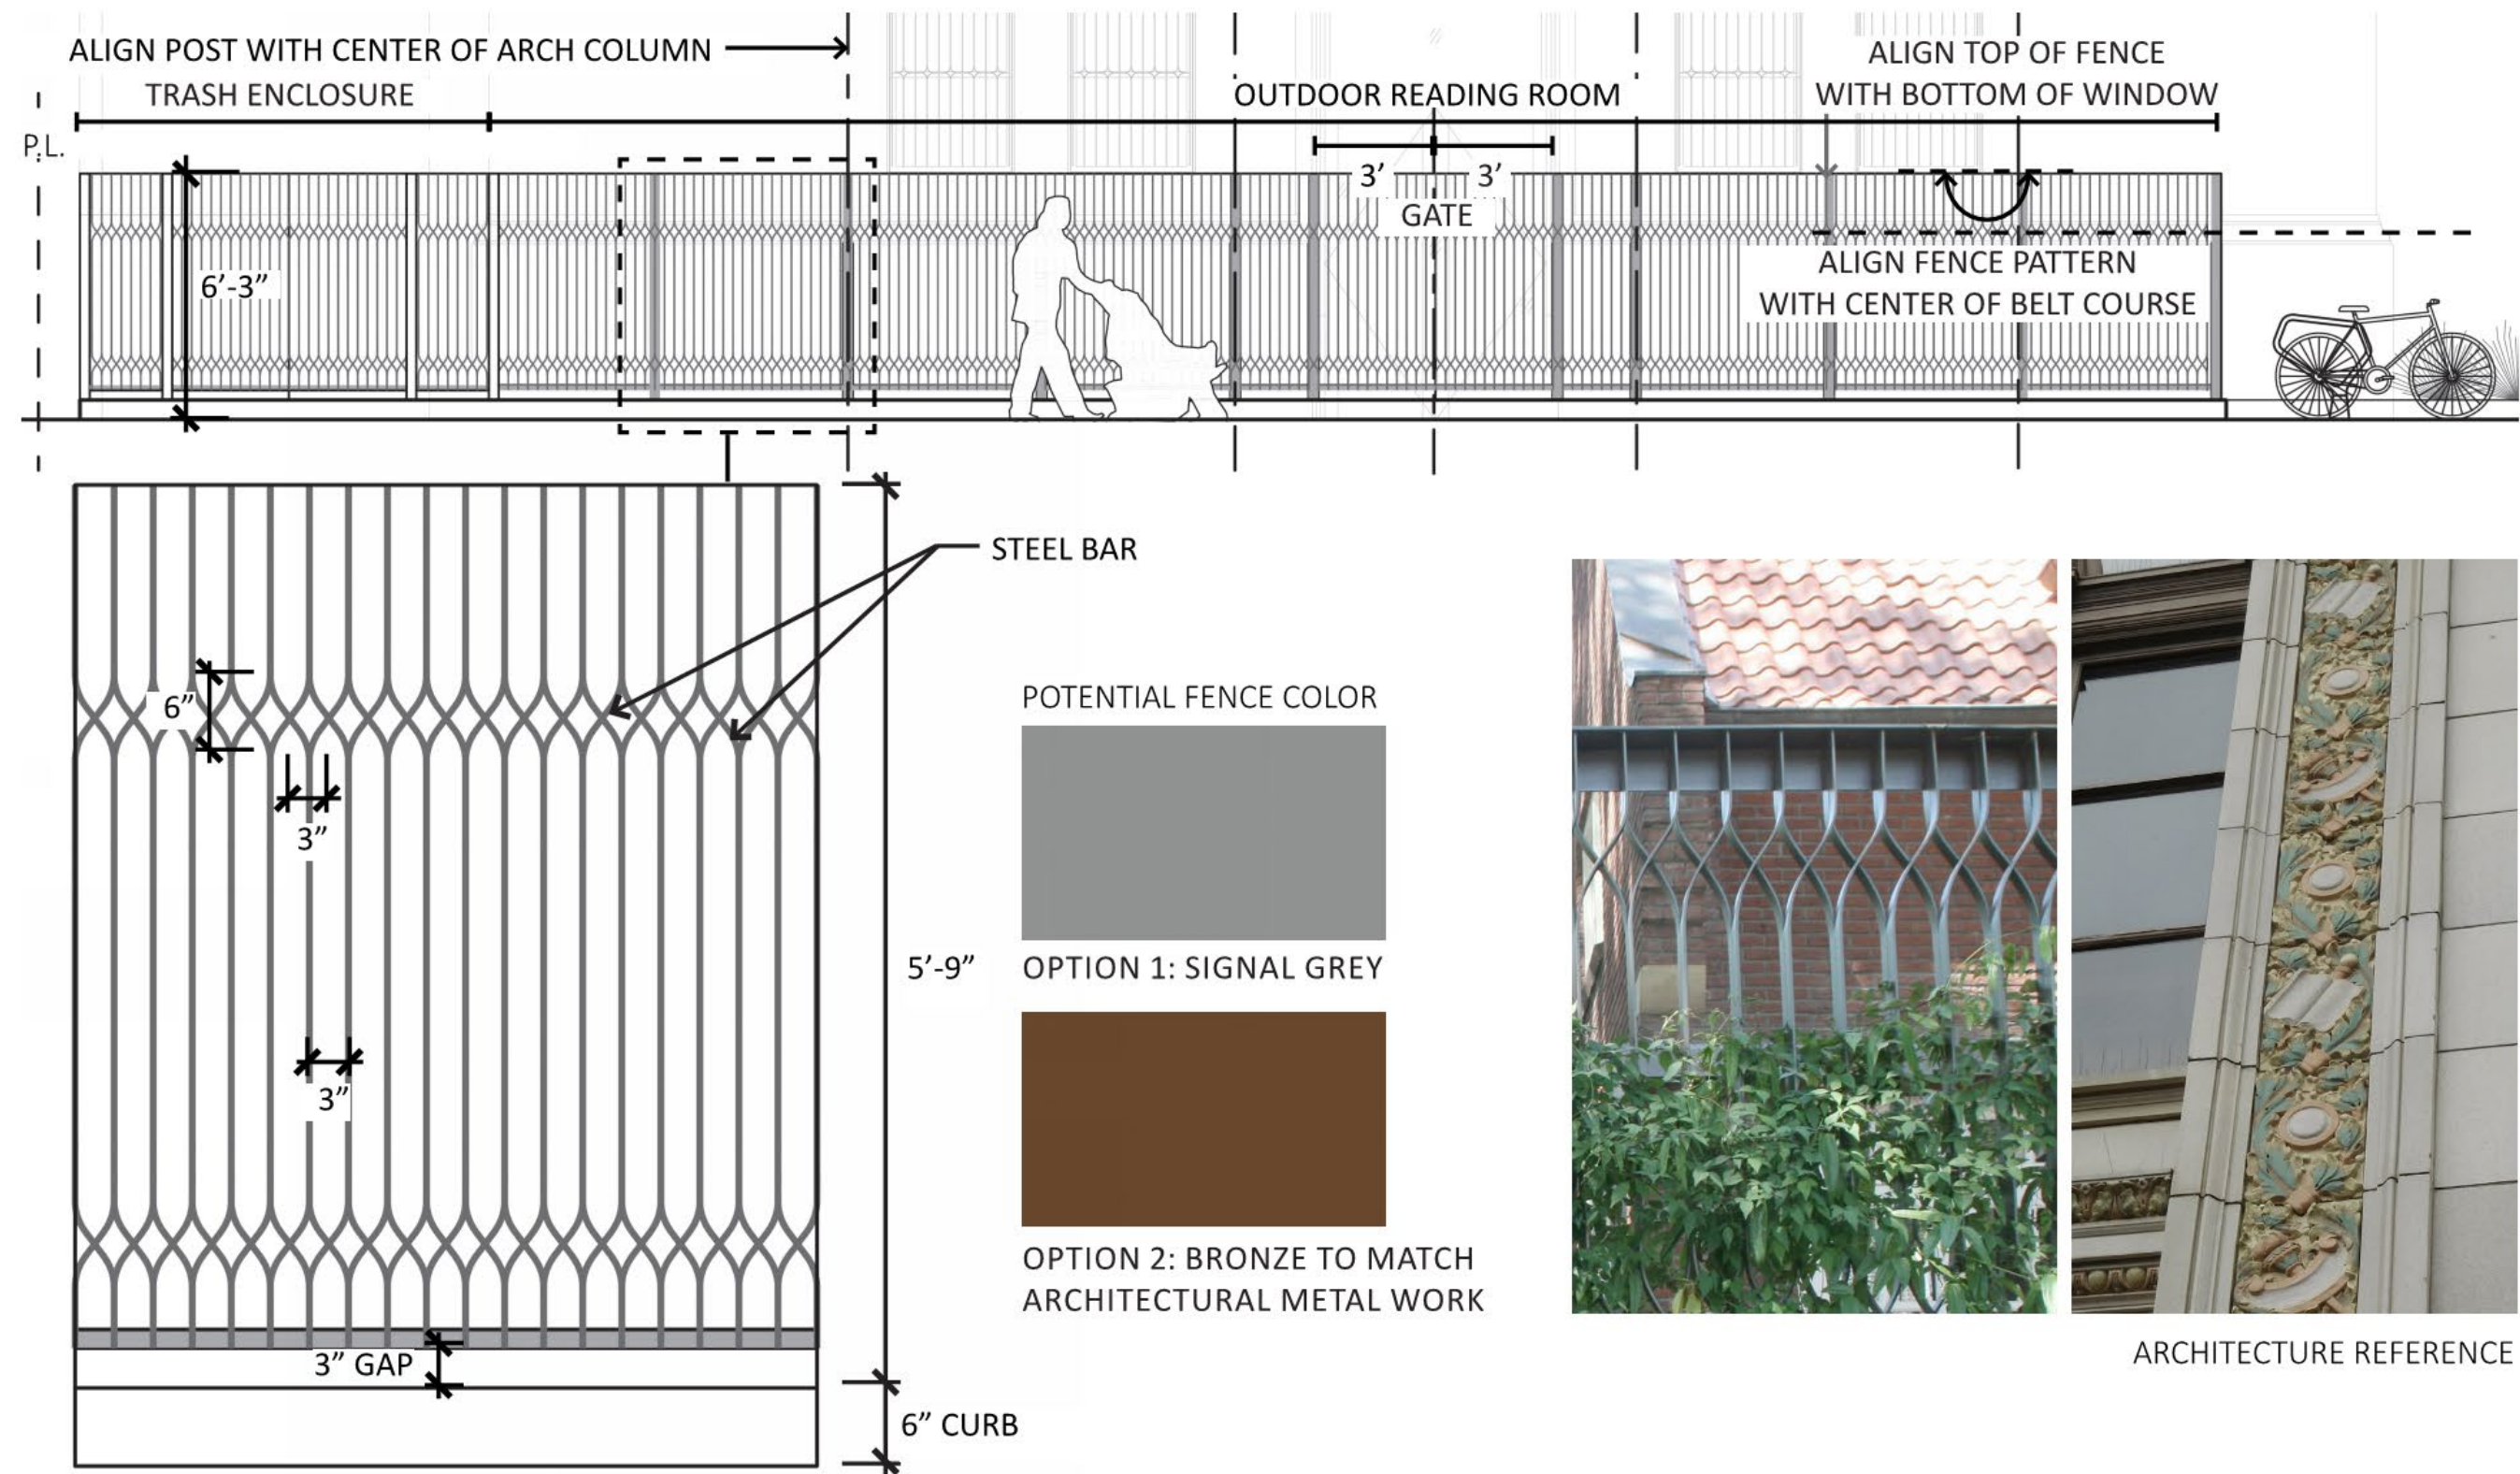 ALIGN POST WITH CENTER OF ARCH COLUMN
TRASH ENCLOSURE
OUTDOOR READING ROOM
ALIGN TOP OF FENCE
WITH BOTTOM OF WINDOW
P.L.
3’
3’
GATE
6’-3”
ALIGN FENCE PATTERN
WITH CENTER OF BELT COURSE
STEEL BAR
6”
3”
3”
5’-9”
3” GAP
6” CURB
POTENTIAL FENCE COLOR
OPTION 1: SIGNAL GREY
OPTION 2: BRONZE TO MATCH
ARCHITECTURAL METAL WORK
ARCHITECTURE REFERENCE